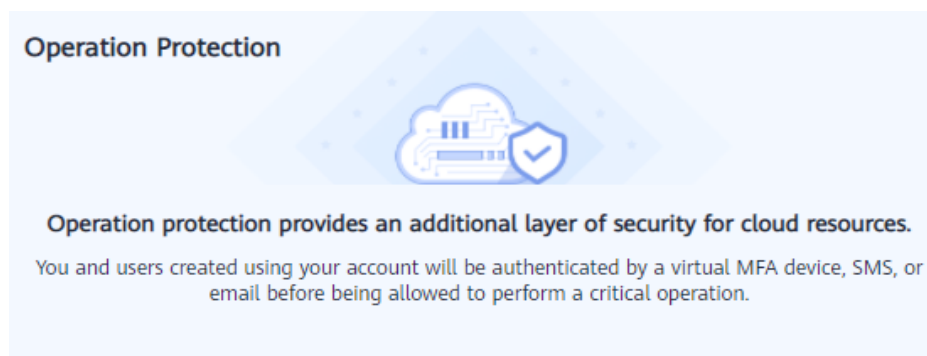 Operation Protection
Operation protection provides an additional layer of security for cloud resources.
You and users created using your account will be authenticated by a virtual MFA device, SMS, or
email before being allowed to perform a critical operation.